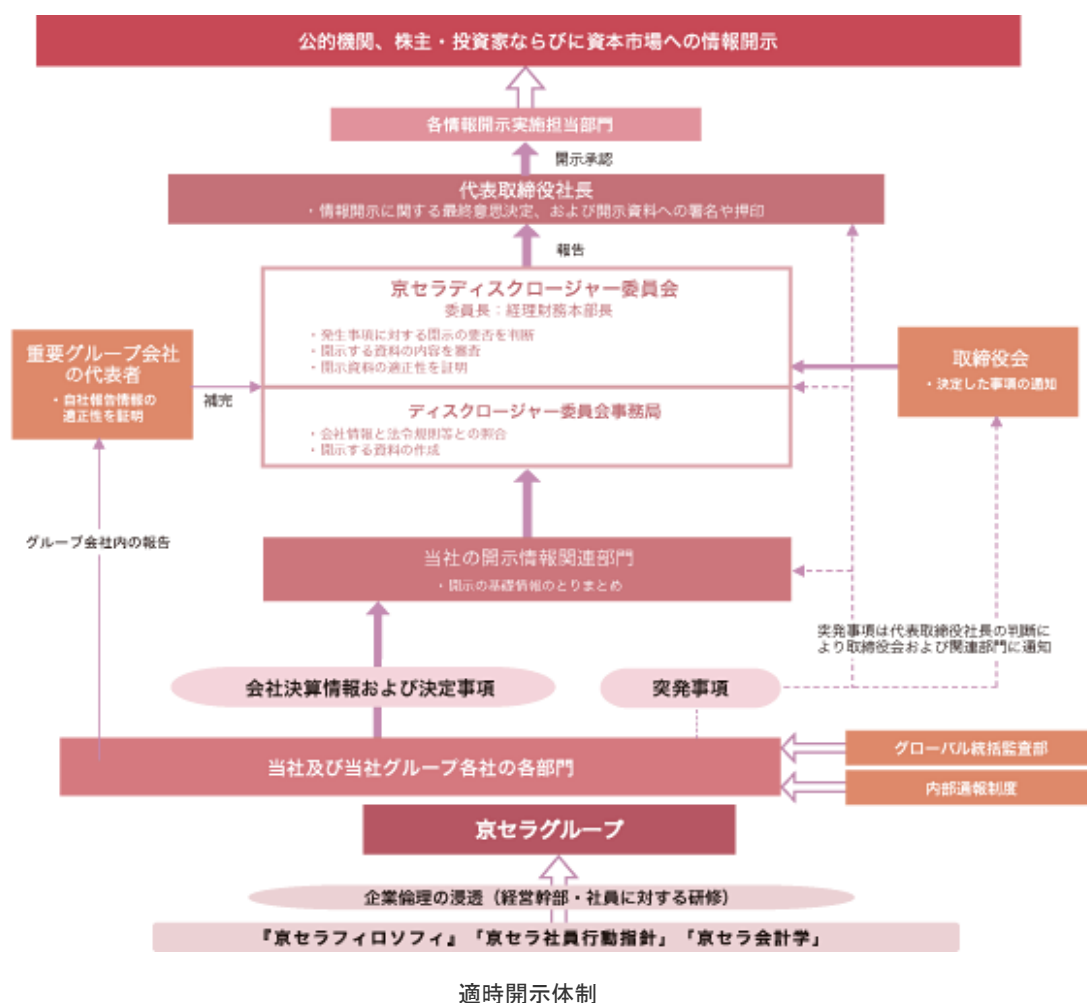 公的機関、株主・投資家ならびに資本市場への情報開示
各情報開示実施担当部門
開示承認
代表取締役社長
・情報開示に関する最終意思決定、および開示資料への署名や押印
報告
京セラディスクロージャー委員会
委員長：経理財務本部長
・発生事項に対する開示の要否を判断
・開示する資料の内容を審査
・開示資料の適正性を証明
重要グループ会社
の代表者
・自社報告情報の
適正性を証明
補完
取締役会
・決定した事項の通知
ディスクロージャー委員会事務局
・会社情報と法令規則等との照合
・開示する資料の作成
グループ会社内の報告
当社の開示情報関連部門
・開示の基礎情報のとりまとめ
突発事項は代表取締役社長の判断に
より取締役会および関連部門に通知
会社決算情報および決定事項
突発事項
当社及び当社グループ各社の各部門
グローバル統括監査部
内部通報制度
京セラグループ
企業倫理の浸透（経営幹部・社員に対する研修）
『京セラフィロソフィ』「京セラ社員行動指針」「京セラ会計学」
適時開示体制